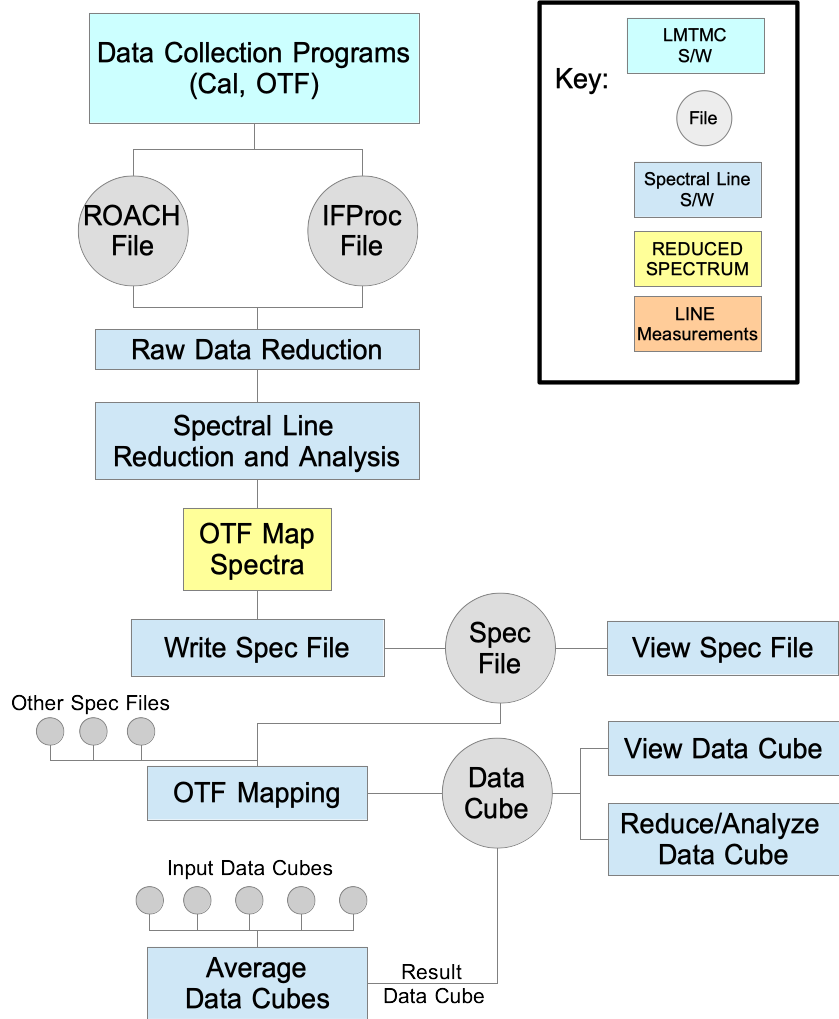 Data Collection Programs
(Cal, OTF)
Key:
LMTMC
S/W
File
Spectral Line
S/W
REDUCED
SPECTRUM
LINE
Measurements
ROACH
File
IFProc
File
Raw Data Reduction
Spectral Line
Reduction and Analysis
OTF Map
Spectra
Write Spec File
Spec
File
View Spec File
Other Spec Files
OTF Mapping
Data
Cube
View Data Cube
Reduce/Analyze
Data Cube
Input Data Cubes
Average
Data Cubes
Result
Data Cube